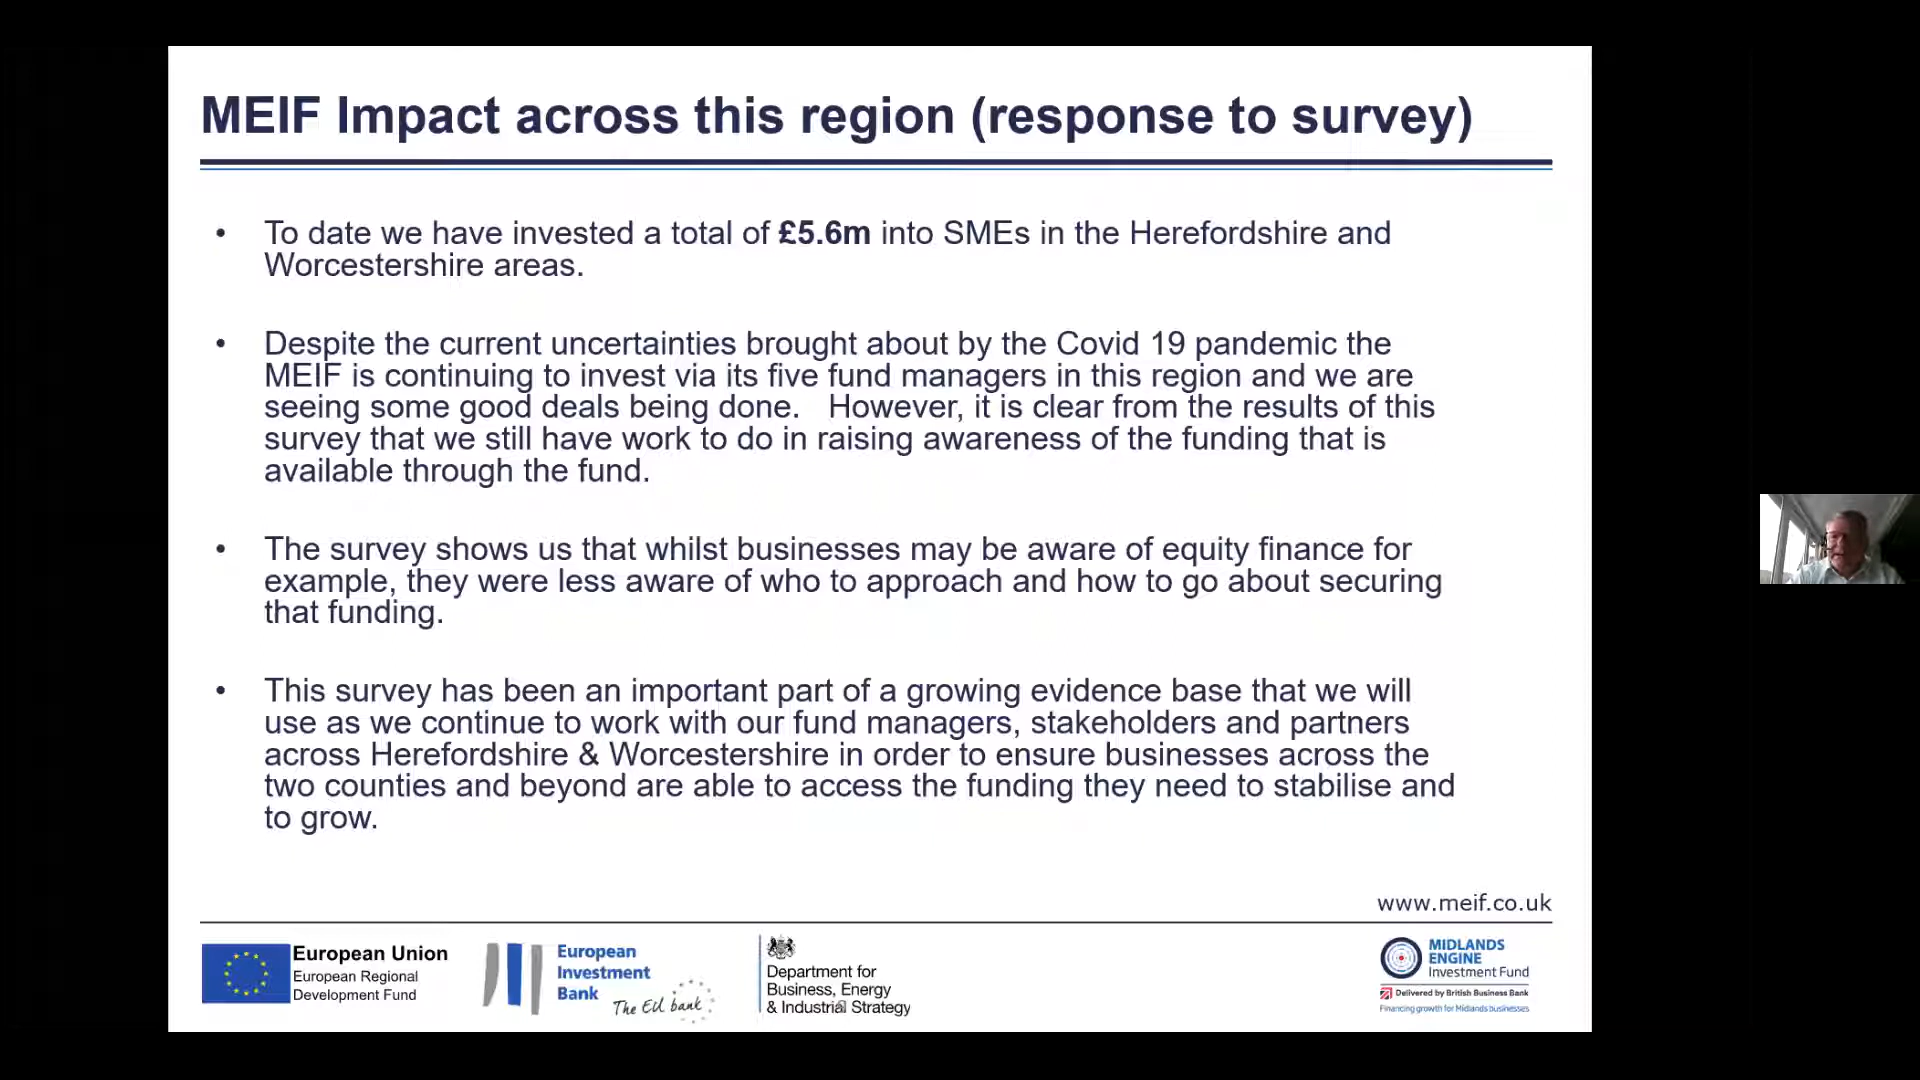 MEIF Impact across this region (response to survey)
• To date we have invested a total of £5.6m into SMEs in the Herefordshire and
Worcestershire areas.
• Despite the current uncertainties brought about by the Covid 19 pandemic the
MEIF is continuing to invest via its five fund managers in this region and we are
seeing some good deals being done. However, it is clear from the results of this
survey that we still have work to do in raising awareness of the funding that is
available through the fund.
• The survey shows us that whilst businesses may be aware of equity finance for
example, they were less aware of who to approach and how to go about securing
that funding.
• This survey has been an important part of a growing evidence base that we will
use as we continue to work with our fund managers, stakeholders and partners
across Herefordshire & Worcestershire in order to ensure businesses across the
two counties and beyond are able to access the funding they need to stabilise and
to grow.
www.meif.co.uk
European Union
European Regional
Development Fund
European
Investment
Bank
The EU bank
Department for
Business, Energy
& Industrial Strategy
MIDLANDS
ENGINE
Investment Fund
Delivered by British Business Bank
Financing growth for Midlands businesses